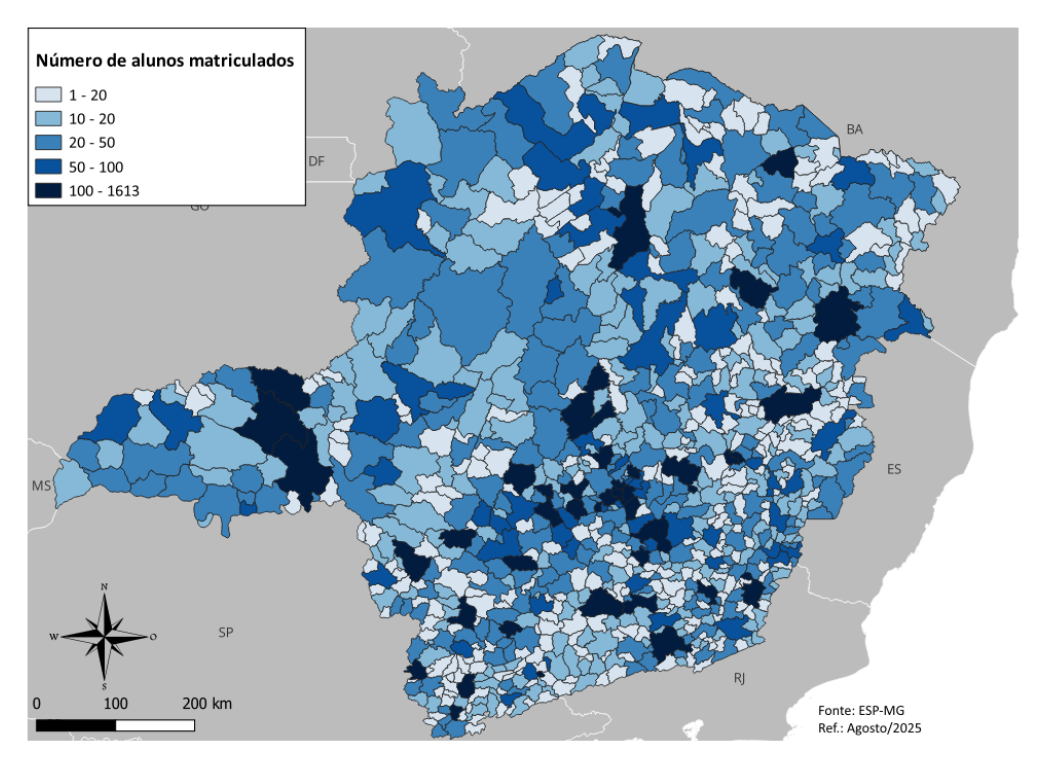 Número de alunos matriculados
1 - 20
10 - 20
20 - 50
50 - 100
100 - 1613
DF
GO
BA
MS
ES
SP
RJ
N
W
O
S
0 100 200 km
Fonte: ESP-MG
Ref.: Agosto/2025